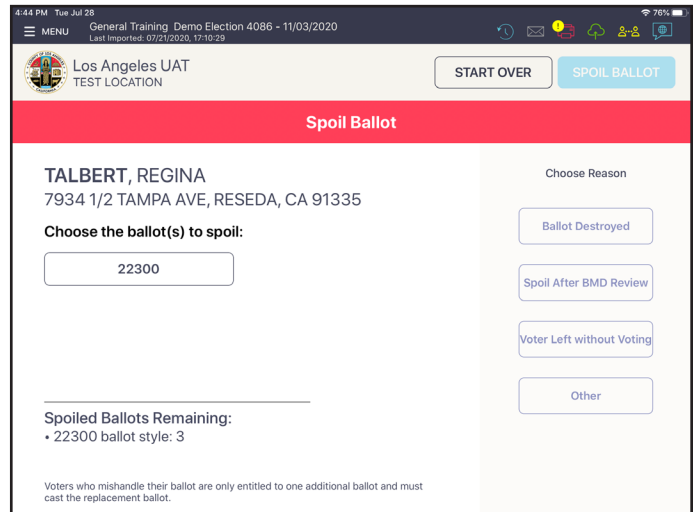 4:44 PM Tue Jul 28
76%
MENU
General Training Demo Election 4086 - 11/03/2020
Last Imported: 07/21/2020, 17:10:29
Los Angeles UAT
TEST LOCATION
START OVER
SPOIL BALLOT
Spoil Ballot
TALBERT, REGINA
7934 1/2 TAMPA AVE, RESEDA, CA 91335
Choose the ballot(s) to spoil:
22300
Spoiled Ballots Remaining:
• 22300 ballot style: 3
Voters who mishandle their ballot are only entitled to one additional ballot and must
cast the replacement ballot.
Choose Reason
Ballot Destroyed
Spoil After BMD Review
Voter Left without Voting
Other